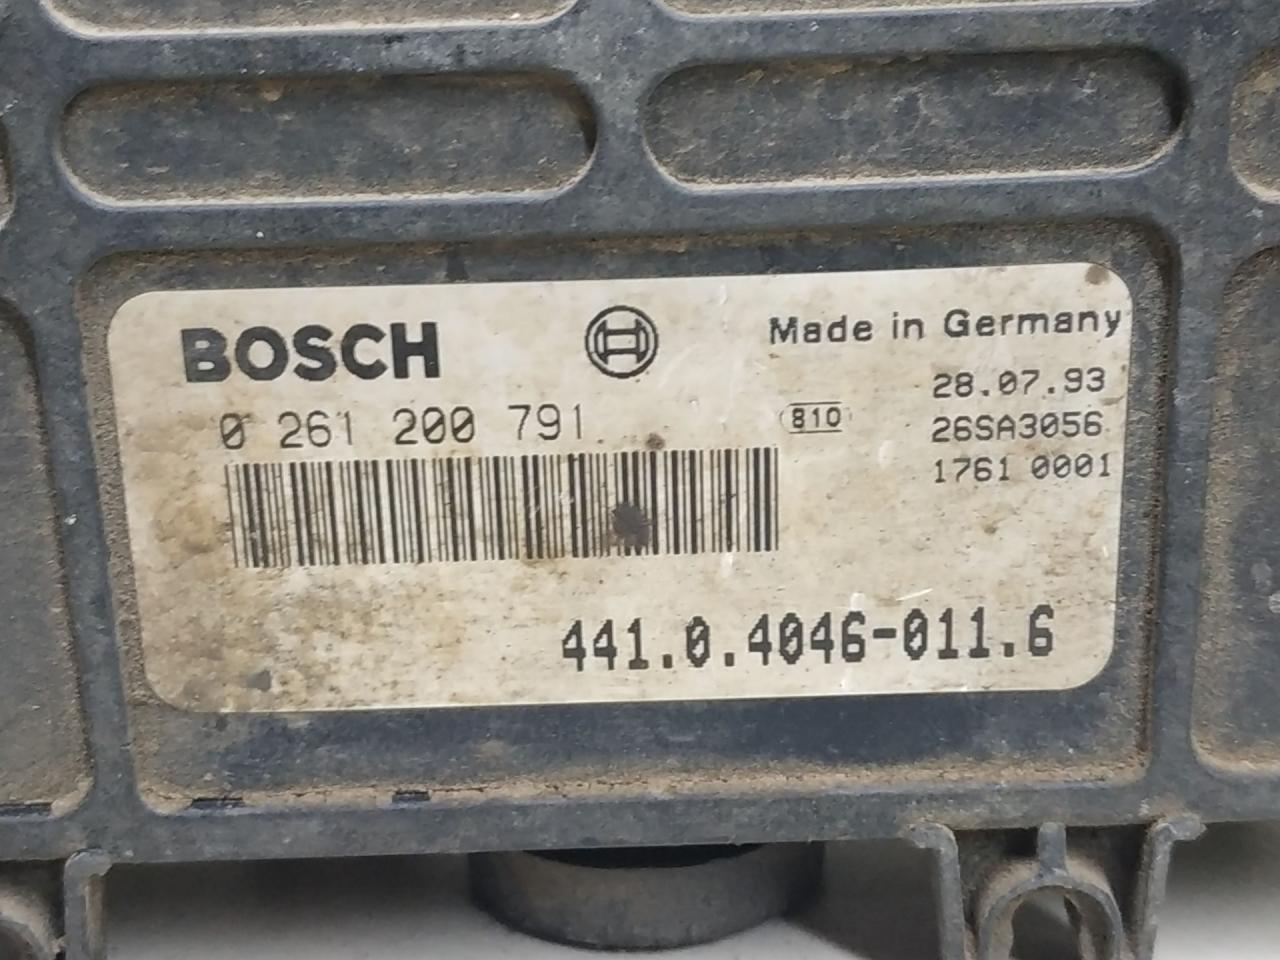 BOSCH
Made in Germany
0 261 200 791
810
28.07.93
26SA3056
1761 0001
441.0.4046-011.6